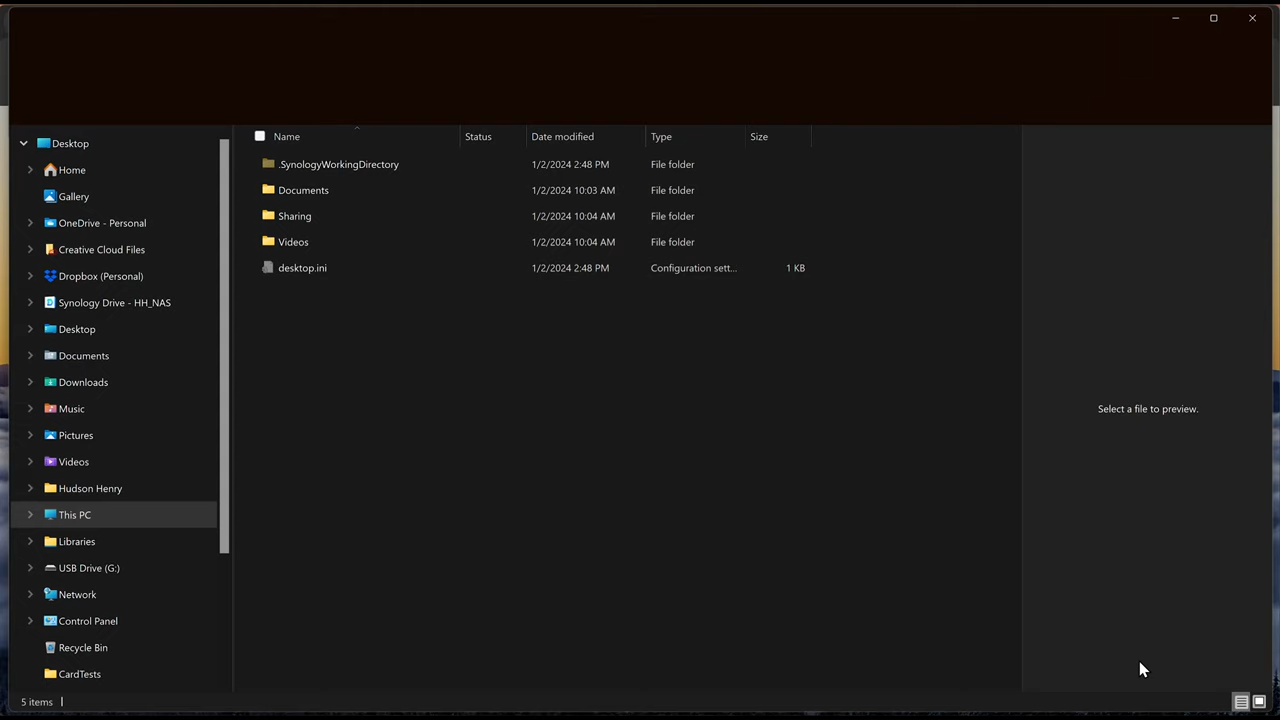 Name Status Date modified Type Size
.SynologyWorkingDirectory 1/2/2024 2:48 PM File folder
Documents 1/2/2024 10:03 AM File folder
Sharing 1/2/2024 10:04 AM File folder
Videos 1/2/2024 10:04 AM File folder
desktop.ini 1/2/2024 2:48 PM Configuration sett... 1 KB
Desktop
Home
Gallery
OneDrive - Personal
Creative Cloud Files
Dropbox (Personal)
Synology Drive - HH_NAS
Desktop
Documents
Downloads
Music
Pictures
Videos
Hudson Henry
This PC
Libraries
USB Drive (G:)
Network
Control Panel
Recycle Bin
CardTests
Select a file to preview.
5 items